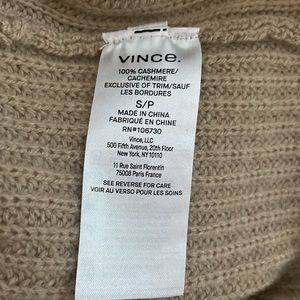 VINCE.
100% CASHMERE/
CACHEMIRE
EXCLUSIVE OF TRIM/SAUF
LES BORDURES
S/P
MADE IN CHINA
FABRIQUÉ EN CHINE
RN#106730
Vince, LLC
500 Fifth Avenue, 20th Floor
New York, NY 10110
11 Rue Saint Florentin
75008 Paris France
SEE REVERSE FOR CARE
VOIR AU VERSO POUR LES SOINS